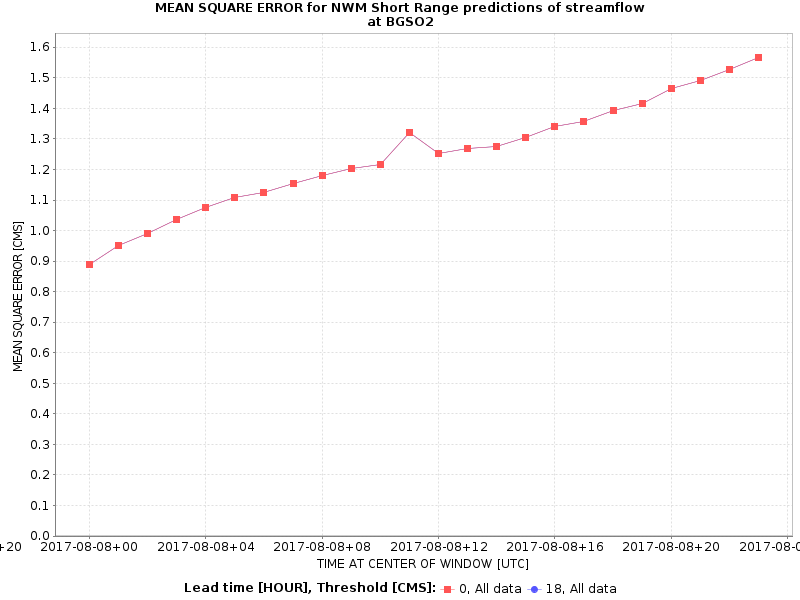 MEAN SQUARE ERROR for NWM Short Range predictions of streamflow
at BGSO2
MEAN SQUARE ERROR [CMS]
1.6
1.5
1.4
1.3
1.2
1.1
1.0
0.9
0.8
0.7
0.6
0.5
0.4
0.3
0.2
0.1
0.0
+20 2017-08-08+00 2017-08-08+04 2017-08-08+08 2017-08-08+12 2017-08-08+16 2017-08-08+20 2017-08-0
TIME AT CENTER OF WINDOW [UTC]
Lead time [HOUR], Threshold [CMS]: 0, All data 18, All data